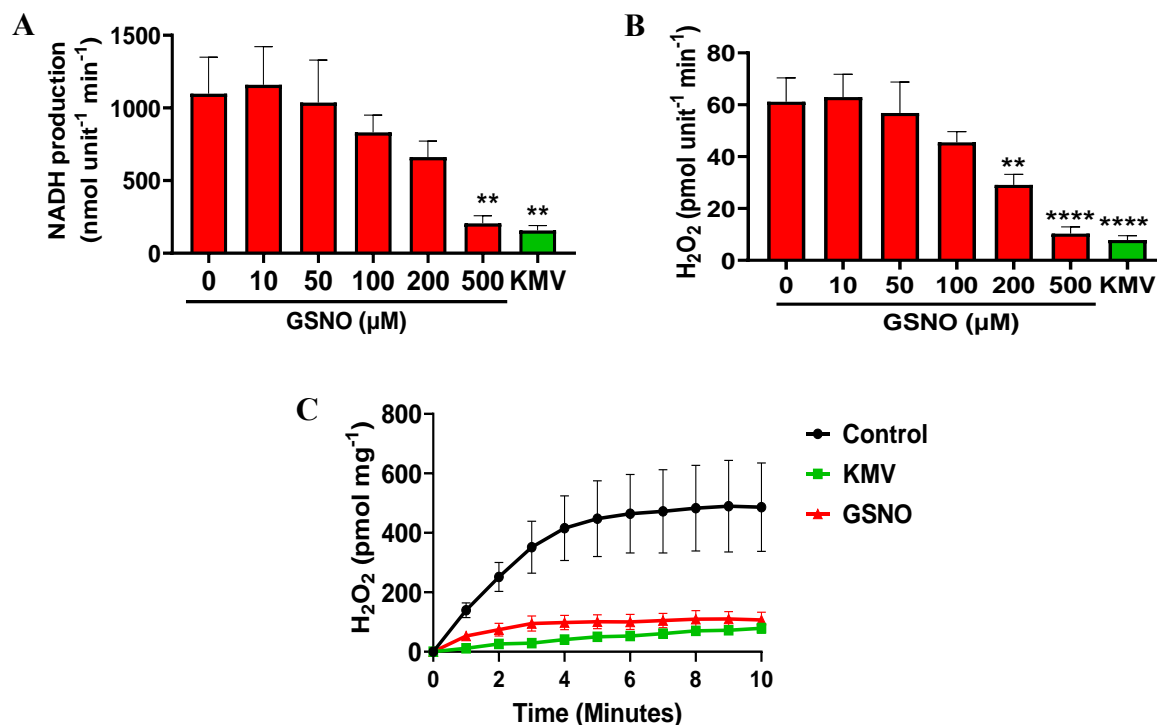 A
NADH production
(nmol unit⁻¹ min⁻¹)
1500
1000
500
0
** **
0 10 50 100 200 500 KMV
GSNO (µM)
B
H₂O₂ (pmol unit⁻¹ min⁻¹)
80
60
40
20
0
**
**** ****
0 10 50 100 200 500 KMV
GSNO (µM)
C
H₂O₂ (pmol mg⁻¹)
800
600
400
200
0
0 2 4 6 8 10
Time (Minutes)
Control
KMV
GSNO